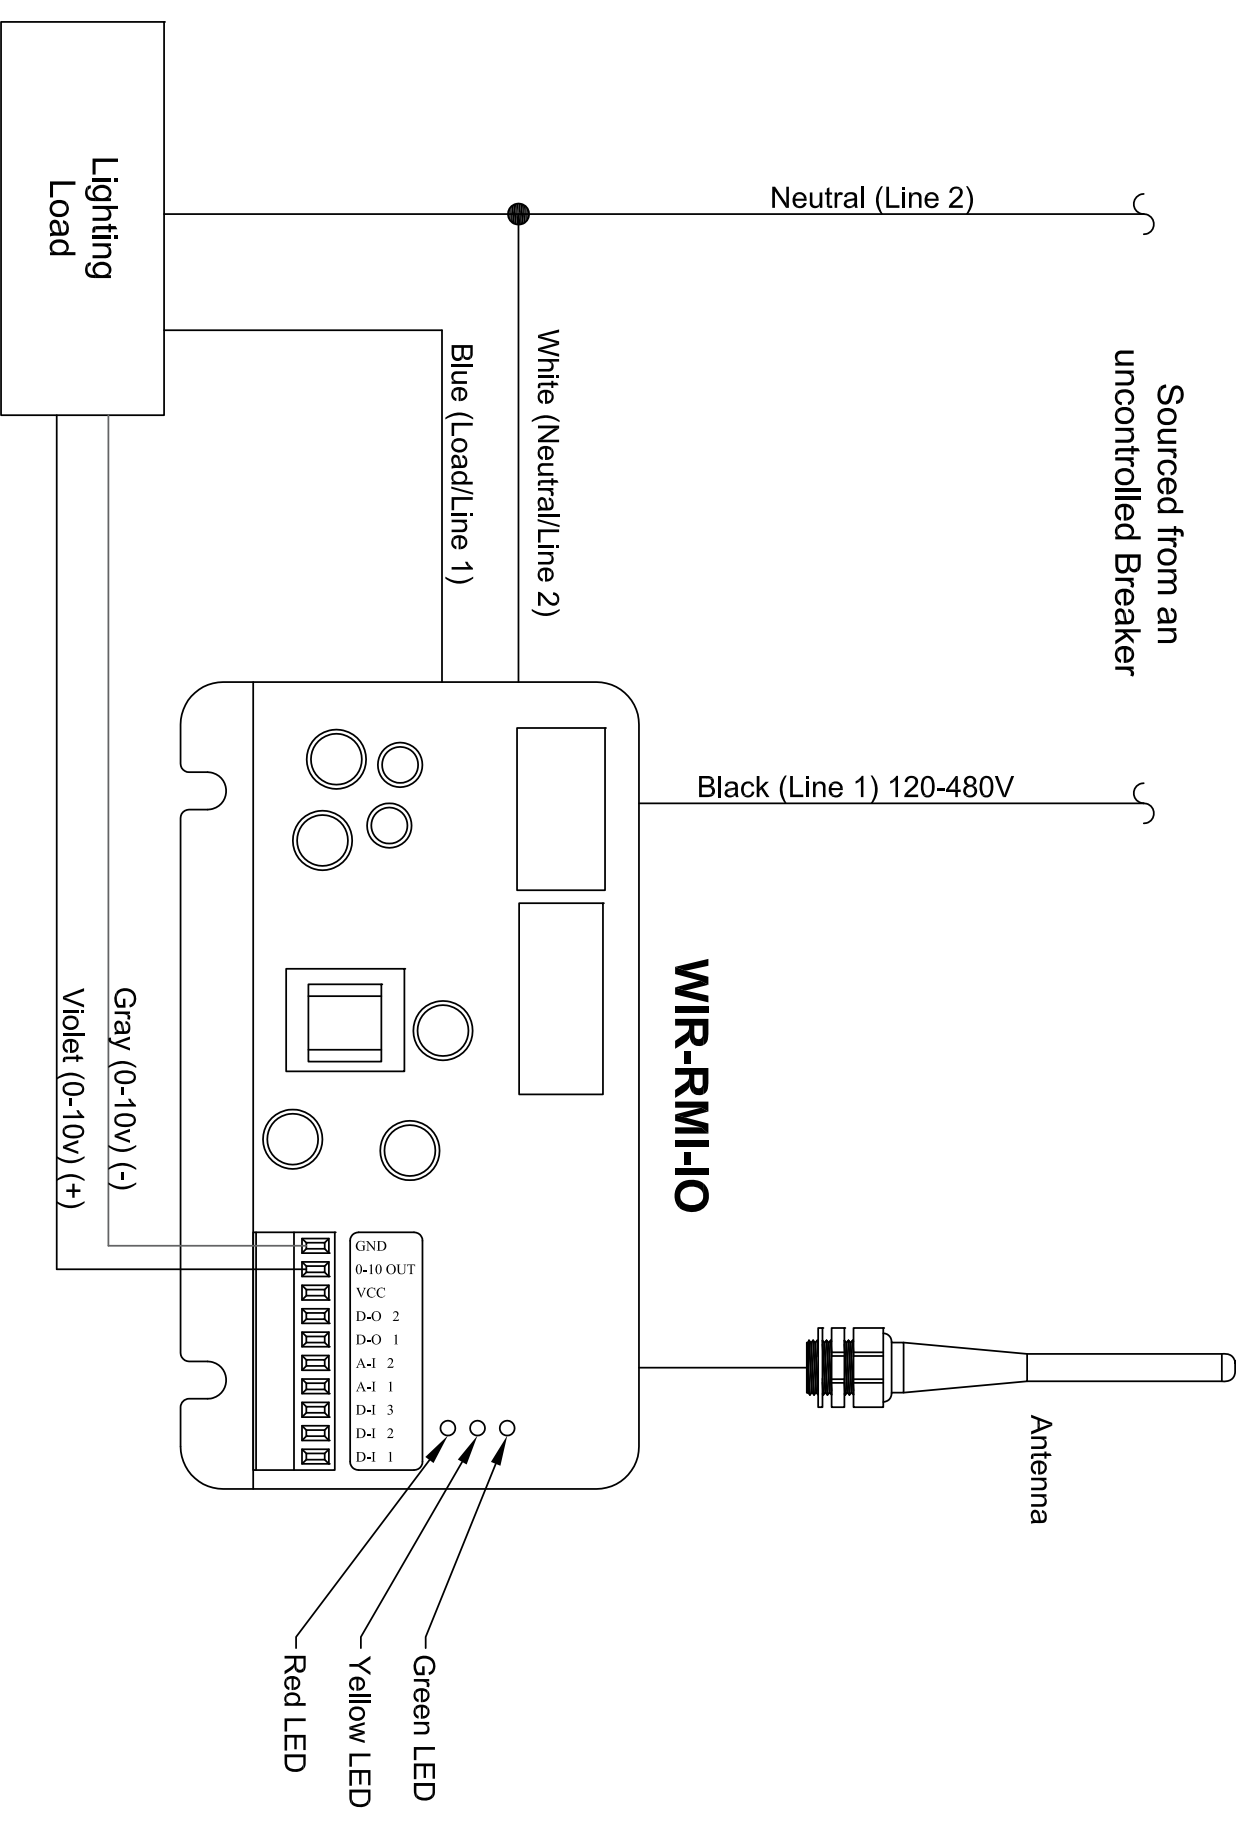 Neutral (Line 2)
Sourced from an
uncontrolled Breaker
Black (Line 1) 120-480V
Lighting
Load
White (Neutral/Line 2)
Blue (Load/Line 1)
WIR-RMI-IO
Antenna
Gray (0-10v) (-)
Violet (0-10v) (+)
GND
0-10 OUT
VCC
D-O 2
D-O 1
A-I 2
A-I 1
D-I 3
D-I 2
D-I 1
Green LED
Yellow LED
Red LED